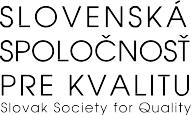 SLOVENSKÁ
SPOLOČNOSŤ
PRE KVALITU
Slovak Society for Quality